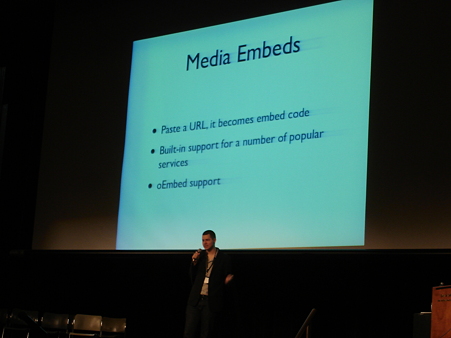 Media Embeds
• Paste a URL, it becomes embed code
• Built-in support for a number of popular
services
• oEmbed support